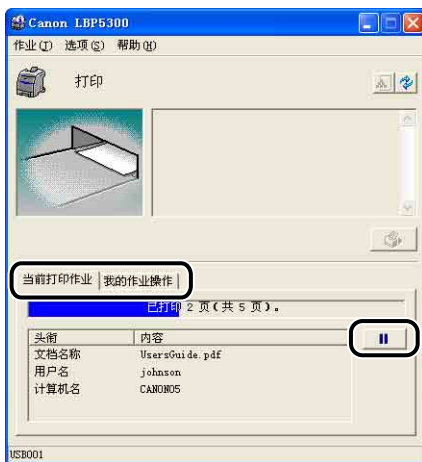 Canon LBP5300
作业(J) 选项(S) 帮助(H)
打印
当前打印作业 我的作业操作
已打印 2 页(共 5 页)。
头衔 内容
文档名称 UsersGuide.pdf
用户名 johnson
计算机名 CANON05
USB001